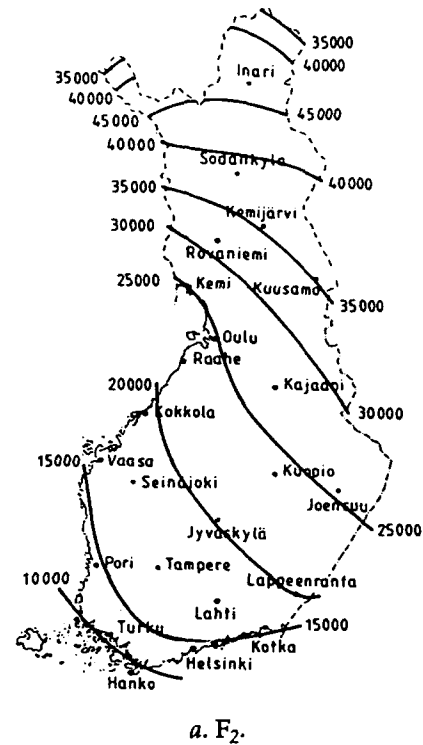 35000
40000
Inari
35000
40000
45000
45000
40000
Sodankylä
40000
35000
Kemijärvi
30000
Rovaniemi
25000
Kemi
Kuusamo
35000
Oulu
Raahe
20000
Kajaani
30000
Kokkola
15000
Vaasa
Seinäjoki
Kuopio
Joensuu
25000
Jyväskylä
Pori
Tampere
10000
Lappeenranta
Lahti
Turku
15000
Kotka
Helsinki
Hanko
a. F₂.